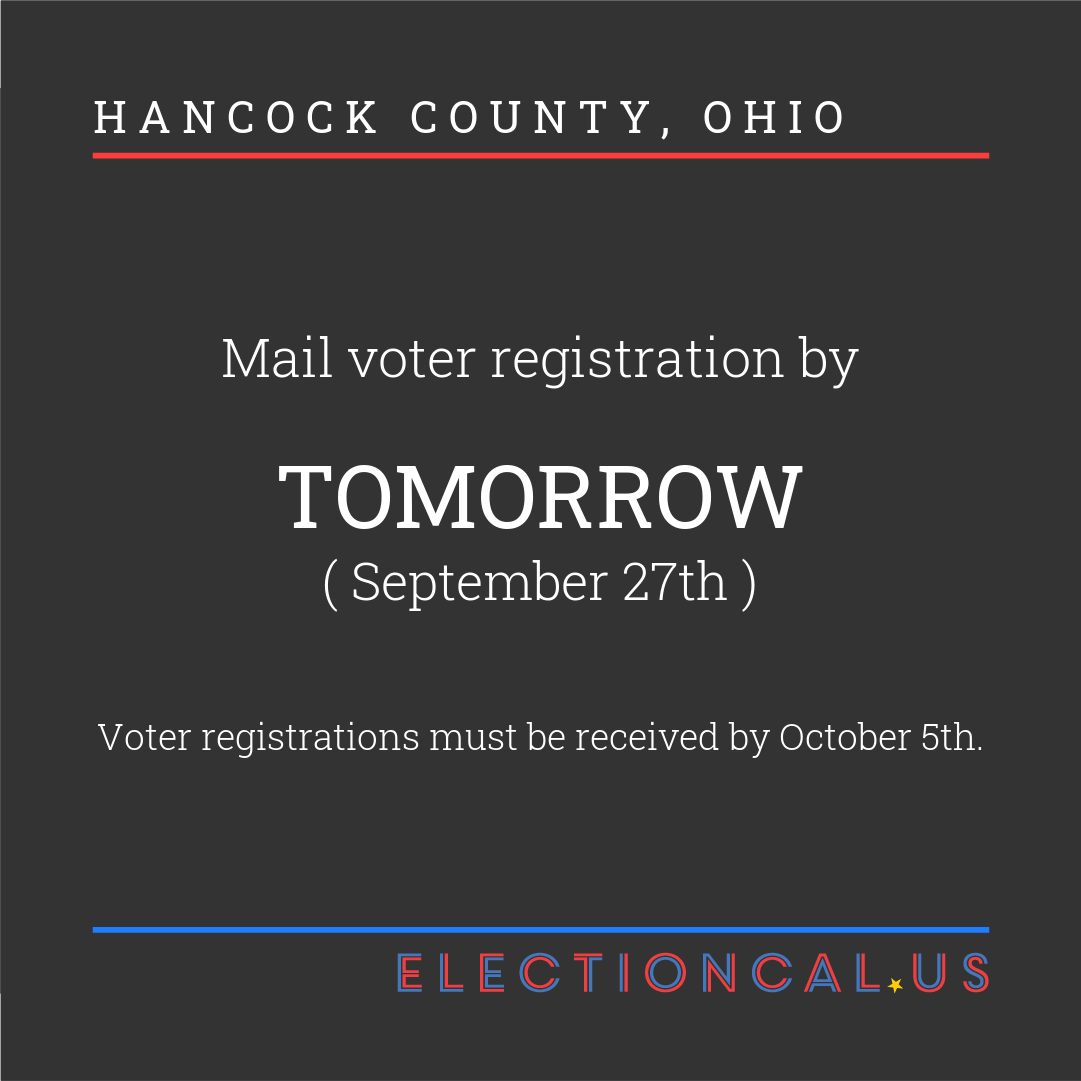 HANCOCK COUNTY, OHIO
Mail voter registration by
TOMORROW
( September 27th )
Voter registrations must be received by October 5th.
ELECTIONCAL.US